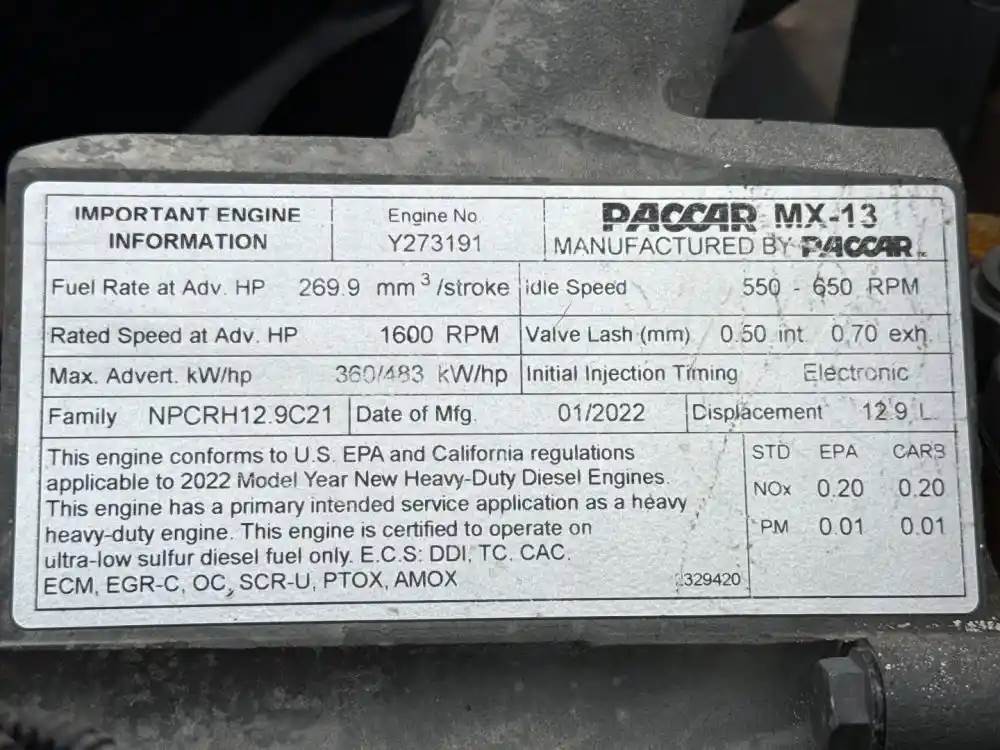 IMPORTANT ENGINE
INFORMATION
Engine No
Y273191
PACCAR MX-13
MANUFACTURED BY PACCAR
Fuel Rate at Adv. HP 269.9 mm³/stroke
Idle Speed 550 - 650 RPM
Rated Speed at Adv. HP 1600 RPM
Valve Lash (mm) 0.50 int. 0.70 exh.
Max. Advert. kW/hp 360/483 kW/hp
Initial Injection Timing Electronic
Family NPCRH12.9C21
Date of Mfg. 01/2022
Displacement 12.9 L
This engine conforms to U.S. EPA and California regulations
applicable to 2022 Model Year New Heavy-Duty Diesel Engines.
This engine has a primary intended service application as a heavy
heavy-duty engine. This engine is certified to operate on
ultra-low sulfur diesel fuel only. E.C.S: DDI, TC, CAC,
ECM, EGR-C, OC, SCR-U, PTOX, AMOX
STD EPA CARB
NOx 0.20 0.20
PM 0.01 0.01